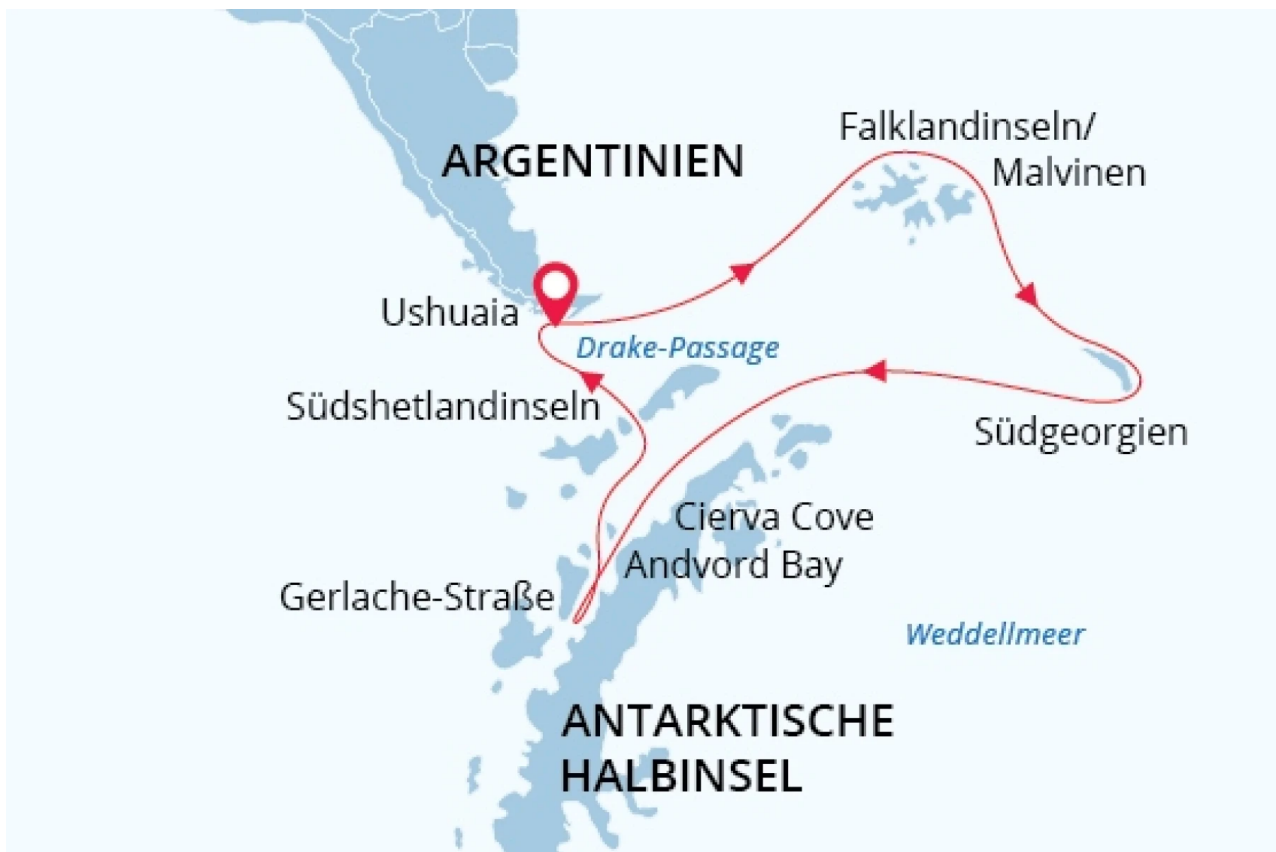 Falklandinseln/
Malvinen
ARGENTINIEN
Ushuaia
Drake-Passage
Südshetlandinseln
Südgeorgien
Cierva Cove
Andvord Bay
Gerlache-Straße
Weddellmeer
ANTARKTISCHE
HALBINSEL